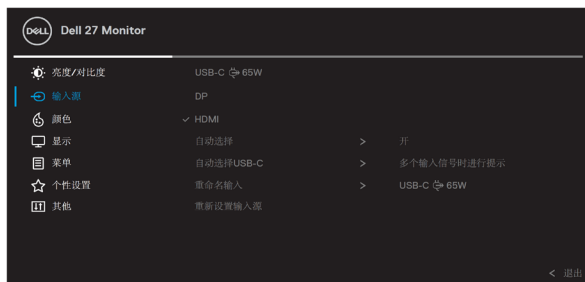 DELL Dell 27 Monitor
亮度/对比度 USB-C 65W
输入源 DP
颜色 ✓ HDMI
显示 自动选择 > 开
菜单 自动选择USB-C > 多个输入信号时进行提示
个性设置 重命名输入 > USB-C 65W
其他 重新设置输入源
< 退出